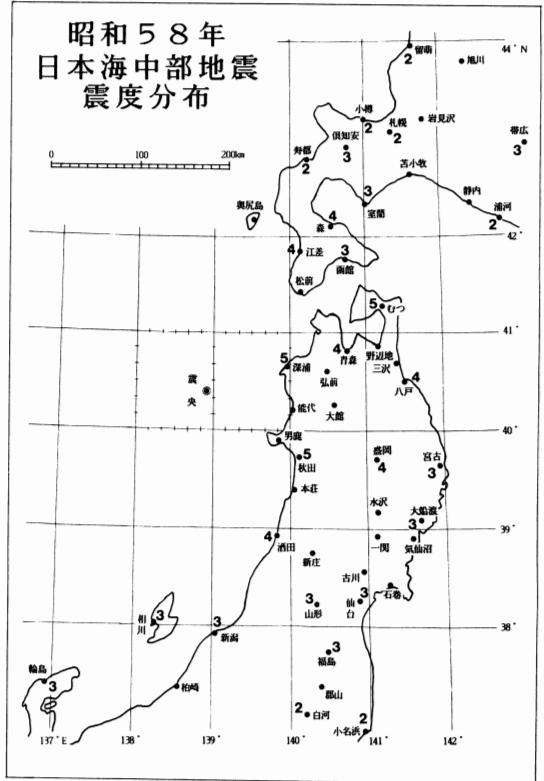 昭和58年
日本海中部地震
震度分布
0 100 200km
44°N
留萌
2
旭川
小樽
2
札幌
2
岩見沢
倶知安
3
帯広
3
寿都
2
苫小牧
静内
浦河
2
室蘭
3
奥尻島
森
4
42
江差
4
函館
3
松前
むつ
5
41
青森
4
野辺地
三沢
八戸
4
深浦
5
弘前
震央
能代
大館
40
男鹿
秋田
5
盛岡
4
宮古
3
本荘
水沢
大船渡
39
酒田
4
一関
気仙沼
3
新庄
古川
石巻
仙台
3
山形
3
相川
3
新潟
3
38
福島
3
輪島
3
柏崎
郡山
白河
2
小名浜
2
137°E
138
139
140
141
142